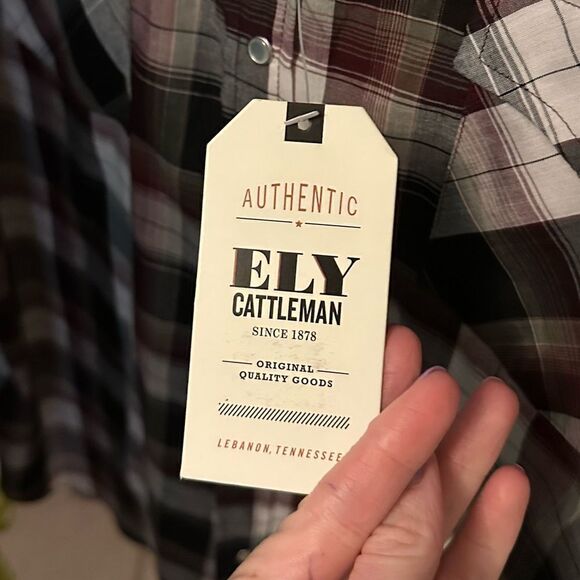 AUTHENTIC
ELY
CATTLEMAN
SINCE 1878
ORIGINAL
QUALITY GOODS
LEBANON, TENNESSEE